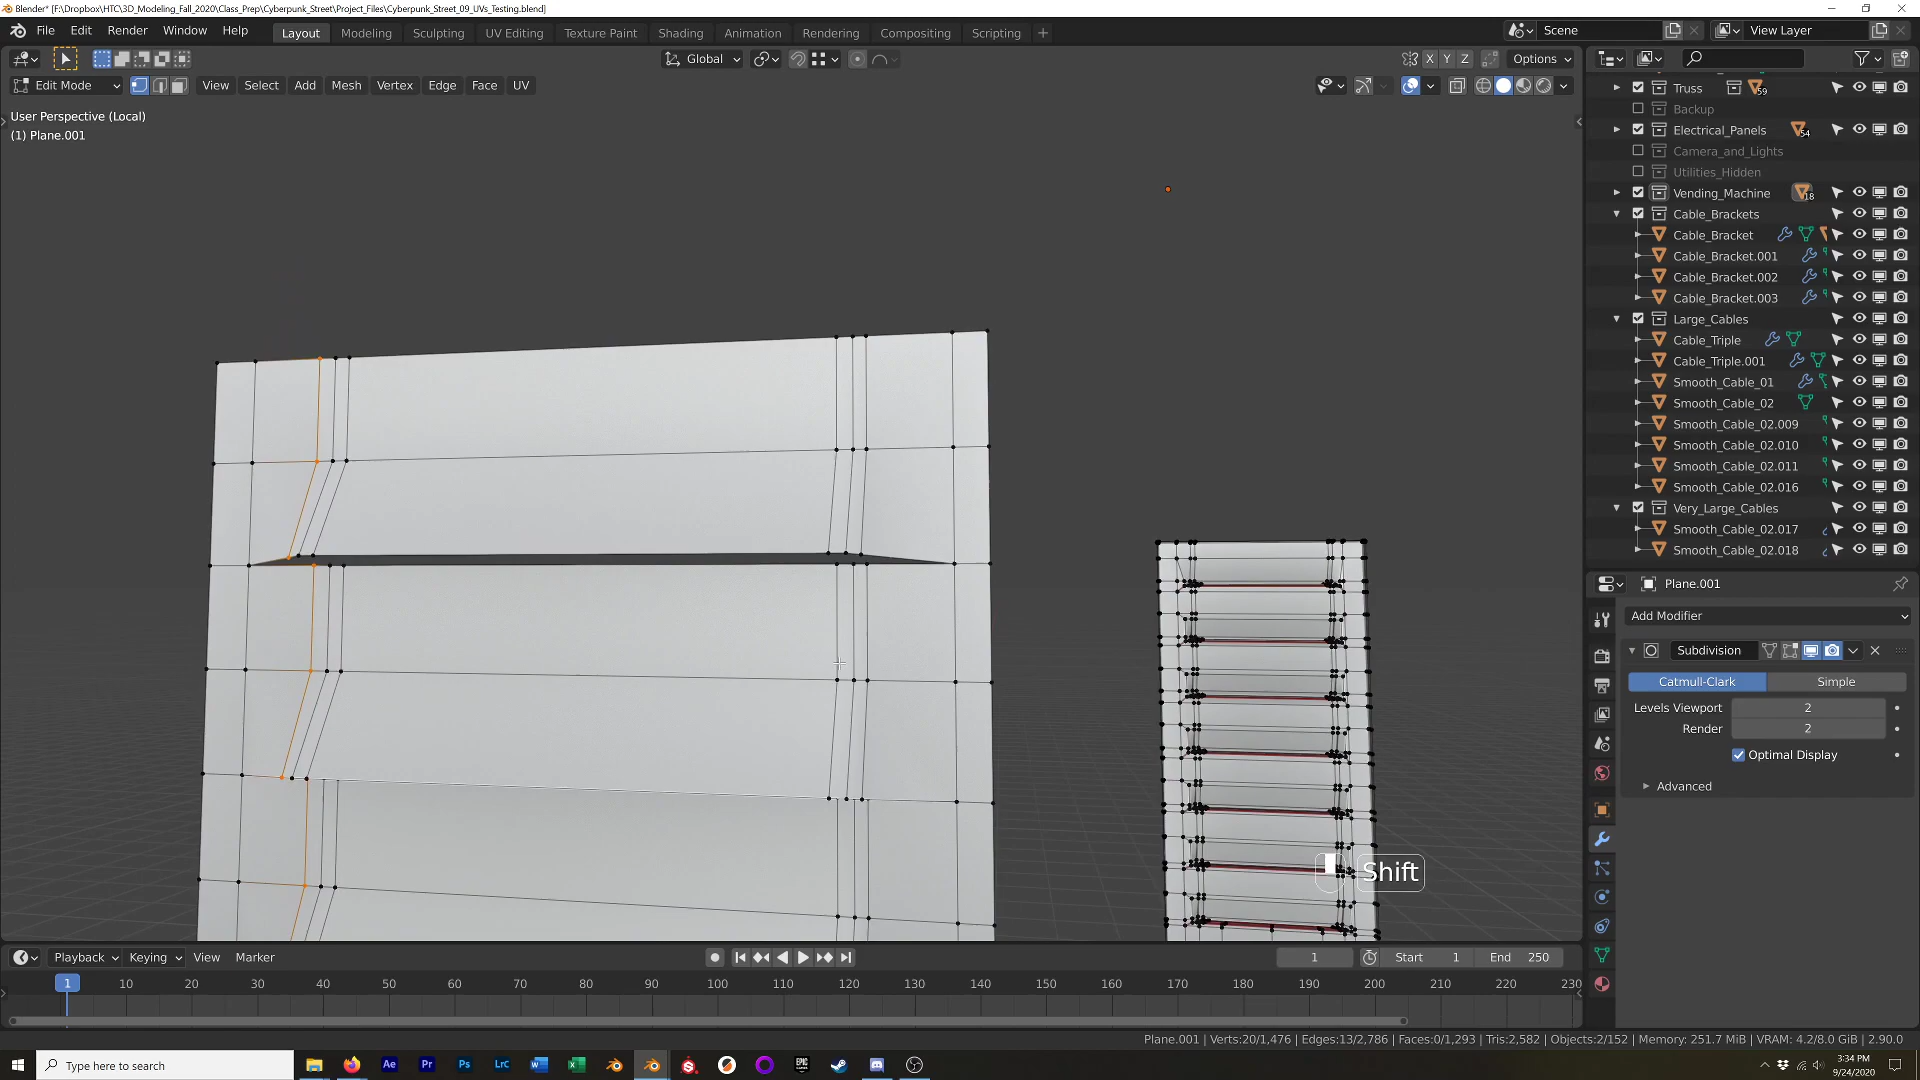 Blender* [F:\Dropbox\HTC\3D_Modeling_Fall_2020\Class_Prep\Cyberpunk_Street\Project_Files\Cyberpunk_Street_09_UVs_Testing.blend]
File Edit Render Window Help Layout Modeling Sculpting UV Editing Texture Paint Shading Animation Rendering Compositing Scripting + Scene View Layer
Global X Y Z Options
Edit Mode View Select Add Mesh Vertex Edge Face UV
User Perspective (Local)
(1) Plane.001
Truss 59
Backup
Electrical_Panels 54
Camera_and_Lights
Utilities_Hidden
Vending_Machine 18
Cable_Brackets
Cable_Bracket
Cable_Bracket.001
Cable_Bracket.002
Cable_Bracket.003
Large_Cables
Cable_Triple
Cable_Triple.001
Smooth_Cable_01
Smooth_Cable_02
Smooth_Cable_02.009
Smooth_Cable_02.010
Smooth_Cable_02.011
Smooth_Cable_02.016
Very_Large_Cables
Smooth_Cable_02.017
Smooth_Cable_02.018
Plane.001
Add Modifier
Subdivision
Catmull-Clark Simple
Levels Viewport 2
Render 2
Optimal Display
Advanced
Shift
Playback Keying View Marker 1 Start 1 End 250
1 10 20 30 40 50 60 70 80 90 100 110 120 130 140 150 160 170 180 190 200 210 220 230
Plane.001 | Verts:20/1,476 | Edges:13/2,786 | Faces:0/1,293 | Tris:2,582 | Objects:2/152 | Memory: 251.7 MiB | VRAM: 4.2/8.0 GiB | 2.90.0
Type here to search Ae Pr Ps Lrc
3:34 PM
9/24/2020